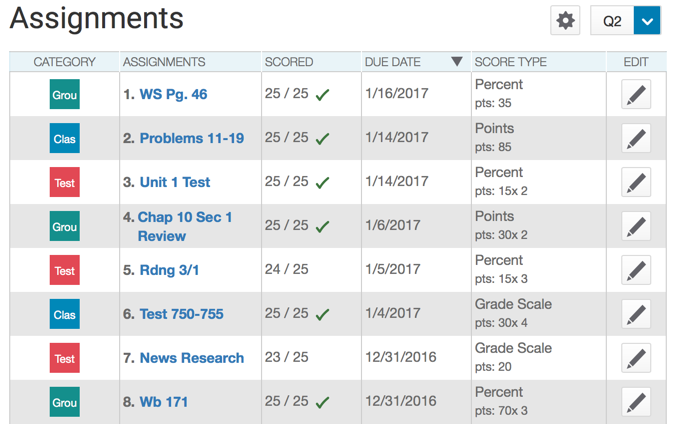 Assignments
Q2
CATEGORY ASSIGNMENTS SCORED DUE DATE SCORE TYPE EDIT
Grou 1. WS Pg. 46 25 / 25 1/16/2017 Percent
pts: 35
Clas 2. Problems 11-19 25 / 25 1/14/2017 Points
pts: 85
Test 3. Unit 1 Test 25 / 25 1/14/2017 Percent
pts: 15x 2
Grou 4. Chap 10 Sec 1 25 / 25 1/6/2017 Points
Review pts: 30x 2
Test 5. Rdng 3/1 24 / 25 1/5/2017 Percent
pts: 15x 3
Clas 6. Test 750-755 25 / 25 1/4/2017 Grade Scale
pts: 30x 4
Test 7. News Research 23 / 25 12/31/2016 Grade Scale
pts: 20
Grou 8. Wb 171 25 / 25 12/31/2016 Percent
pts: 70x 3